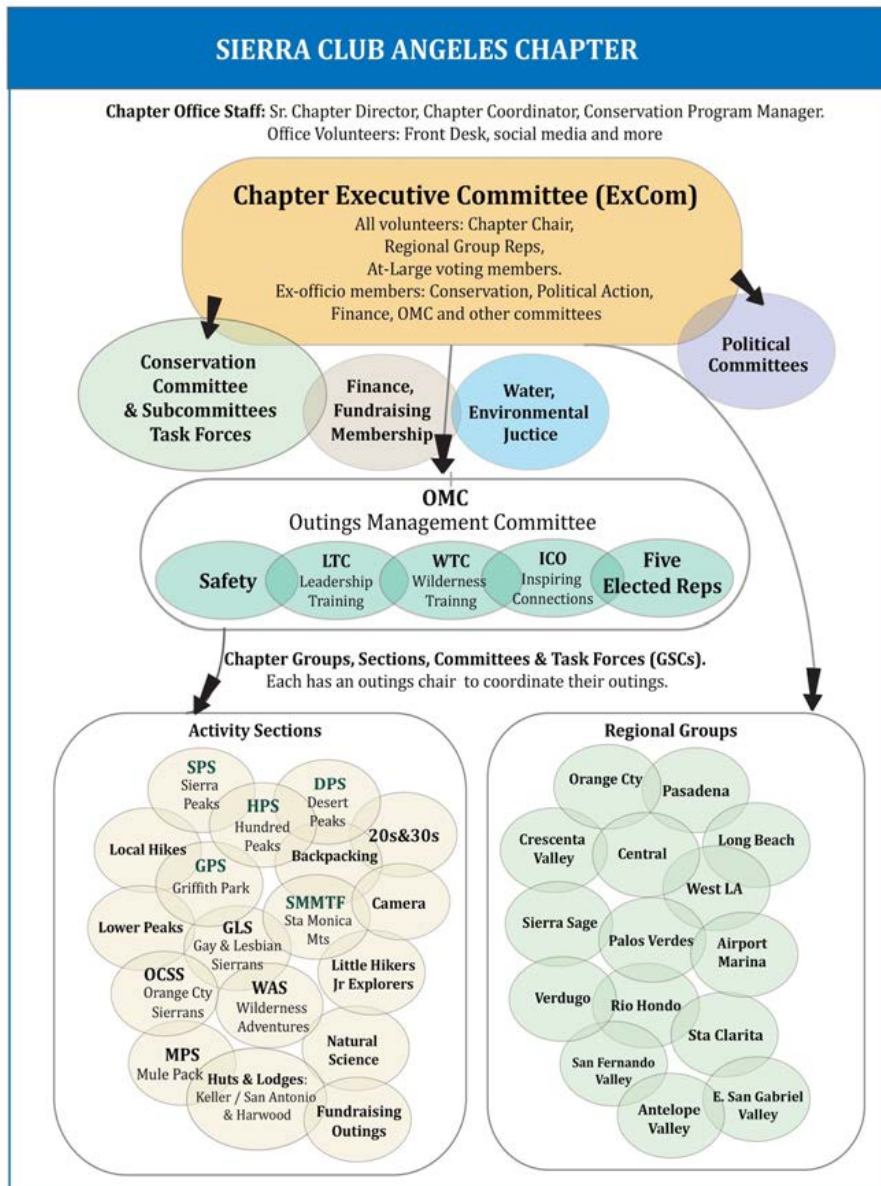 SIERRA CLUB ANGELES CHAPTER
Chapter Office Staff: Sr. Chapter Director, Chapter Coordinator, Conservation Program Manager.
Office Volunteers: Front Desk, social media and more
Chapter Executive Committee (ExCom)
All volunteers: Chapter Chair,
Regional Group Reps,
At-Large voting members.
Ex-officio members: Conservation, Political Action,
Finance, OMC and other committees
Conservation
Committee
& Subcommittees
Task Forces
Finance,
Fundraising
Membership
Water,
Environmental
Juctice
Political
Committees
OMC
Outings Management Committee
Safety
LTC
Leadership
Training
WTC
Wilderness
Trainng
ICO
Inspiring
Connections
Five
Elected Reps
Chapter Groups, Sections, Committees & Task Forces (GSCs).
Each has an outings chair to coordinate their outings.
Activity Sections
SPS
Sierra
Peaks
HPS
Hundred
Peaks
DPS
Desert
Peaks
20s&30s
Local Hikes
Backpacking
GPS
Griffith Park
SMMTF
Sta Monica
Mts
Camera
Lower Peaks
GLS
Gay & Lesbian
Sierrans
OCSS
Orange Cty
Sierrans
WAS
Wilderness
Adventures
Little Hikers
Jr Explorers
Natural
Science
MPS
Mule Pack
Huts & Lodges:
Keller / San Antonio
& Harwood
Fundraising
Outings
Regional Groups
Orange Cty
Pasadena
Crescenta
Valley
Central
Long Beach
West LA
Sierra Sage
Palos Verdes
Airport
Marina
Verdugo
Rio Hondo
Sta Clarita
San Fernando
Valley
Antelope
Valley
E. San Gabriel
Valley